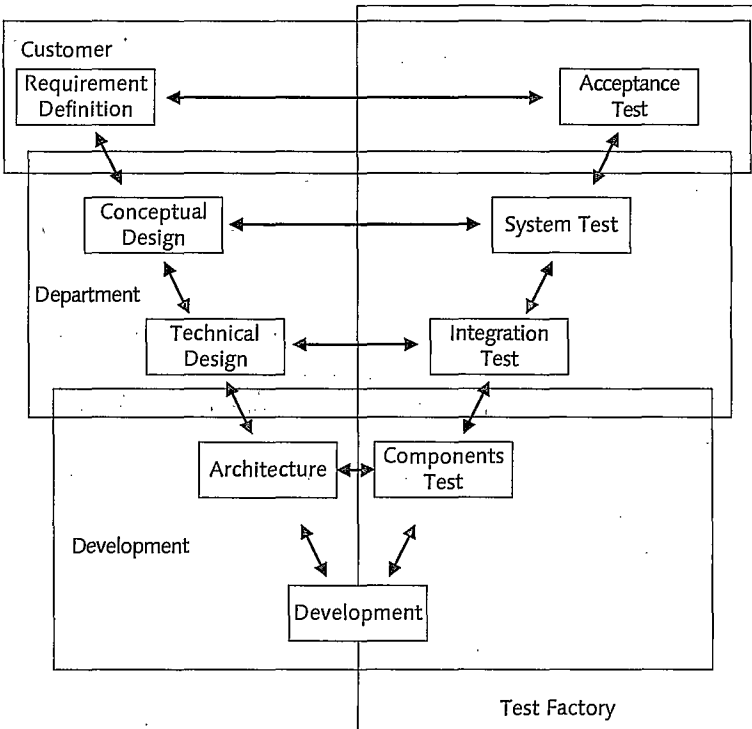 Customer
Requirement
Definition
Acceptance
Test
Conceptual
Design
System Test
Department
Technical
Design
Integration
Test
Architecture
Components
Test
Development
Development
Test Factory